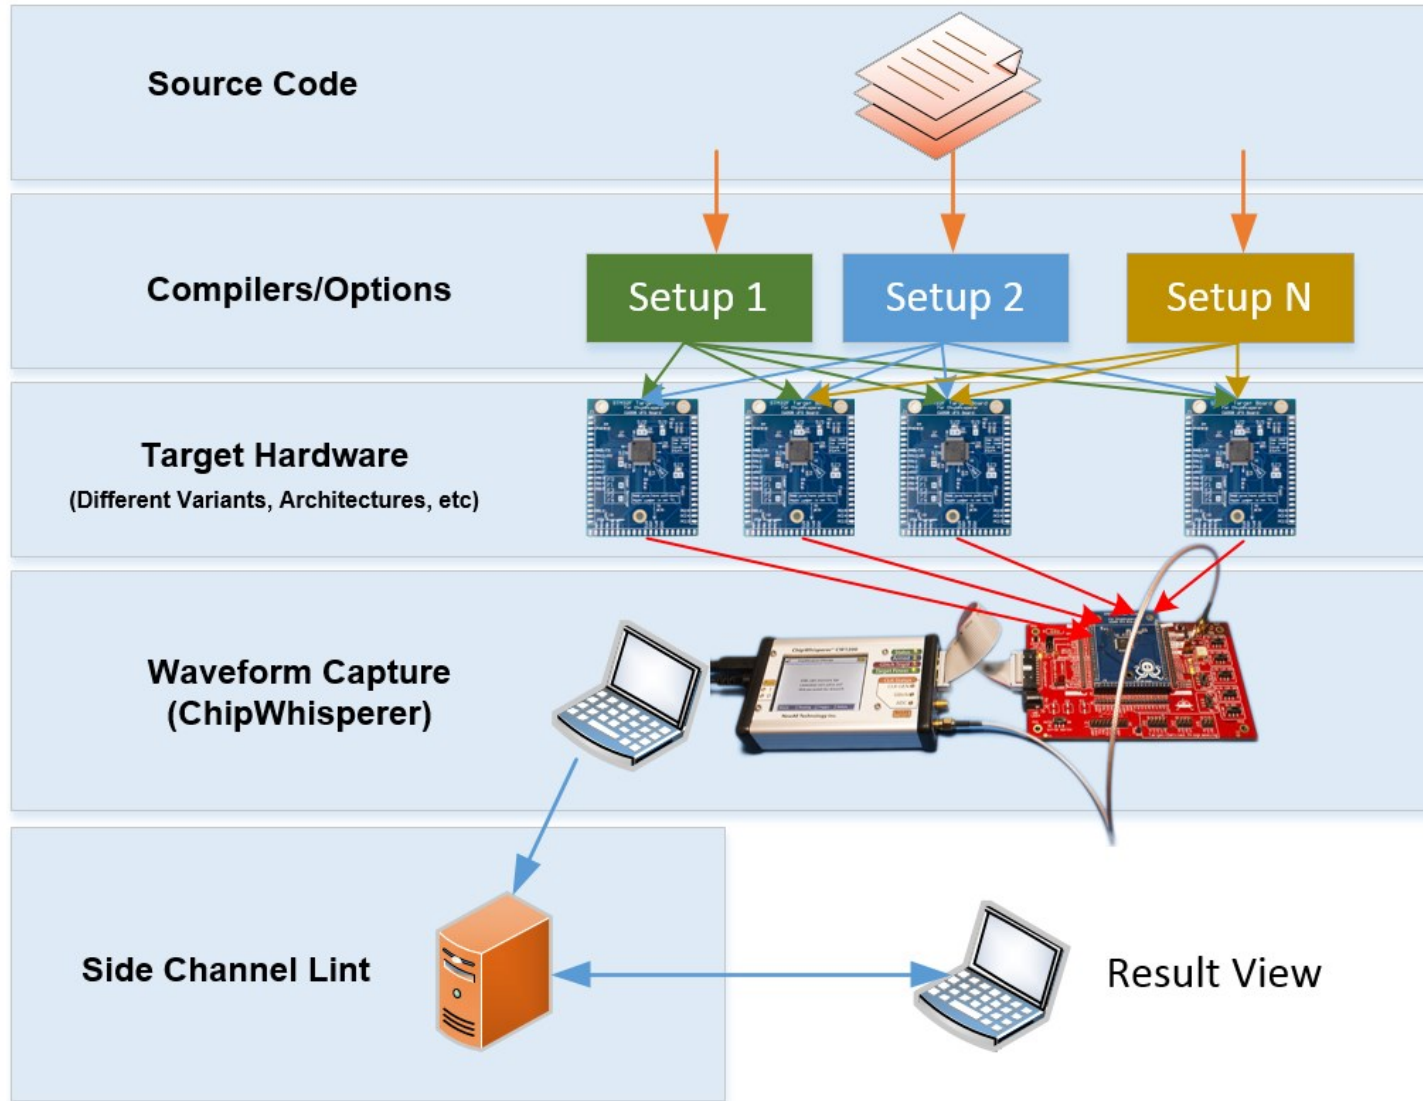 Source Code
Compilers/Options
Setup 1
Setup 2
Setup N
Target Hardware
(Different Variants, Architectures, etc)
Waveform Capture
(ChipWhisperer)
Side Channel Lint
Result View